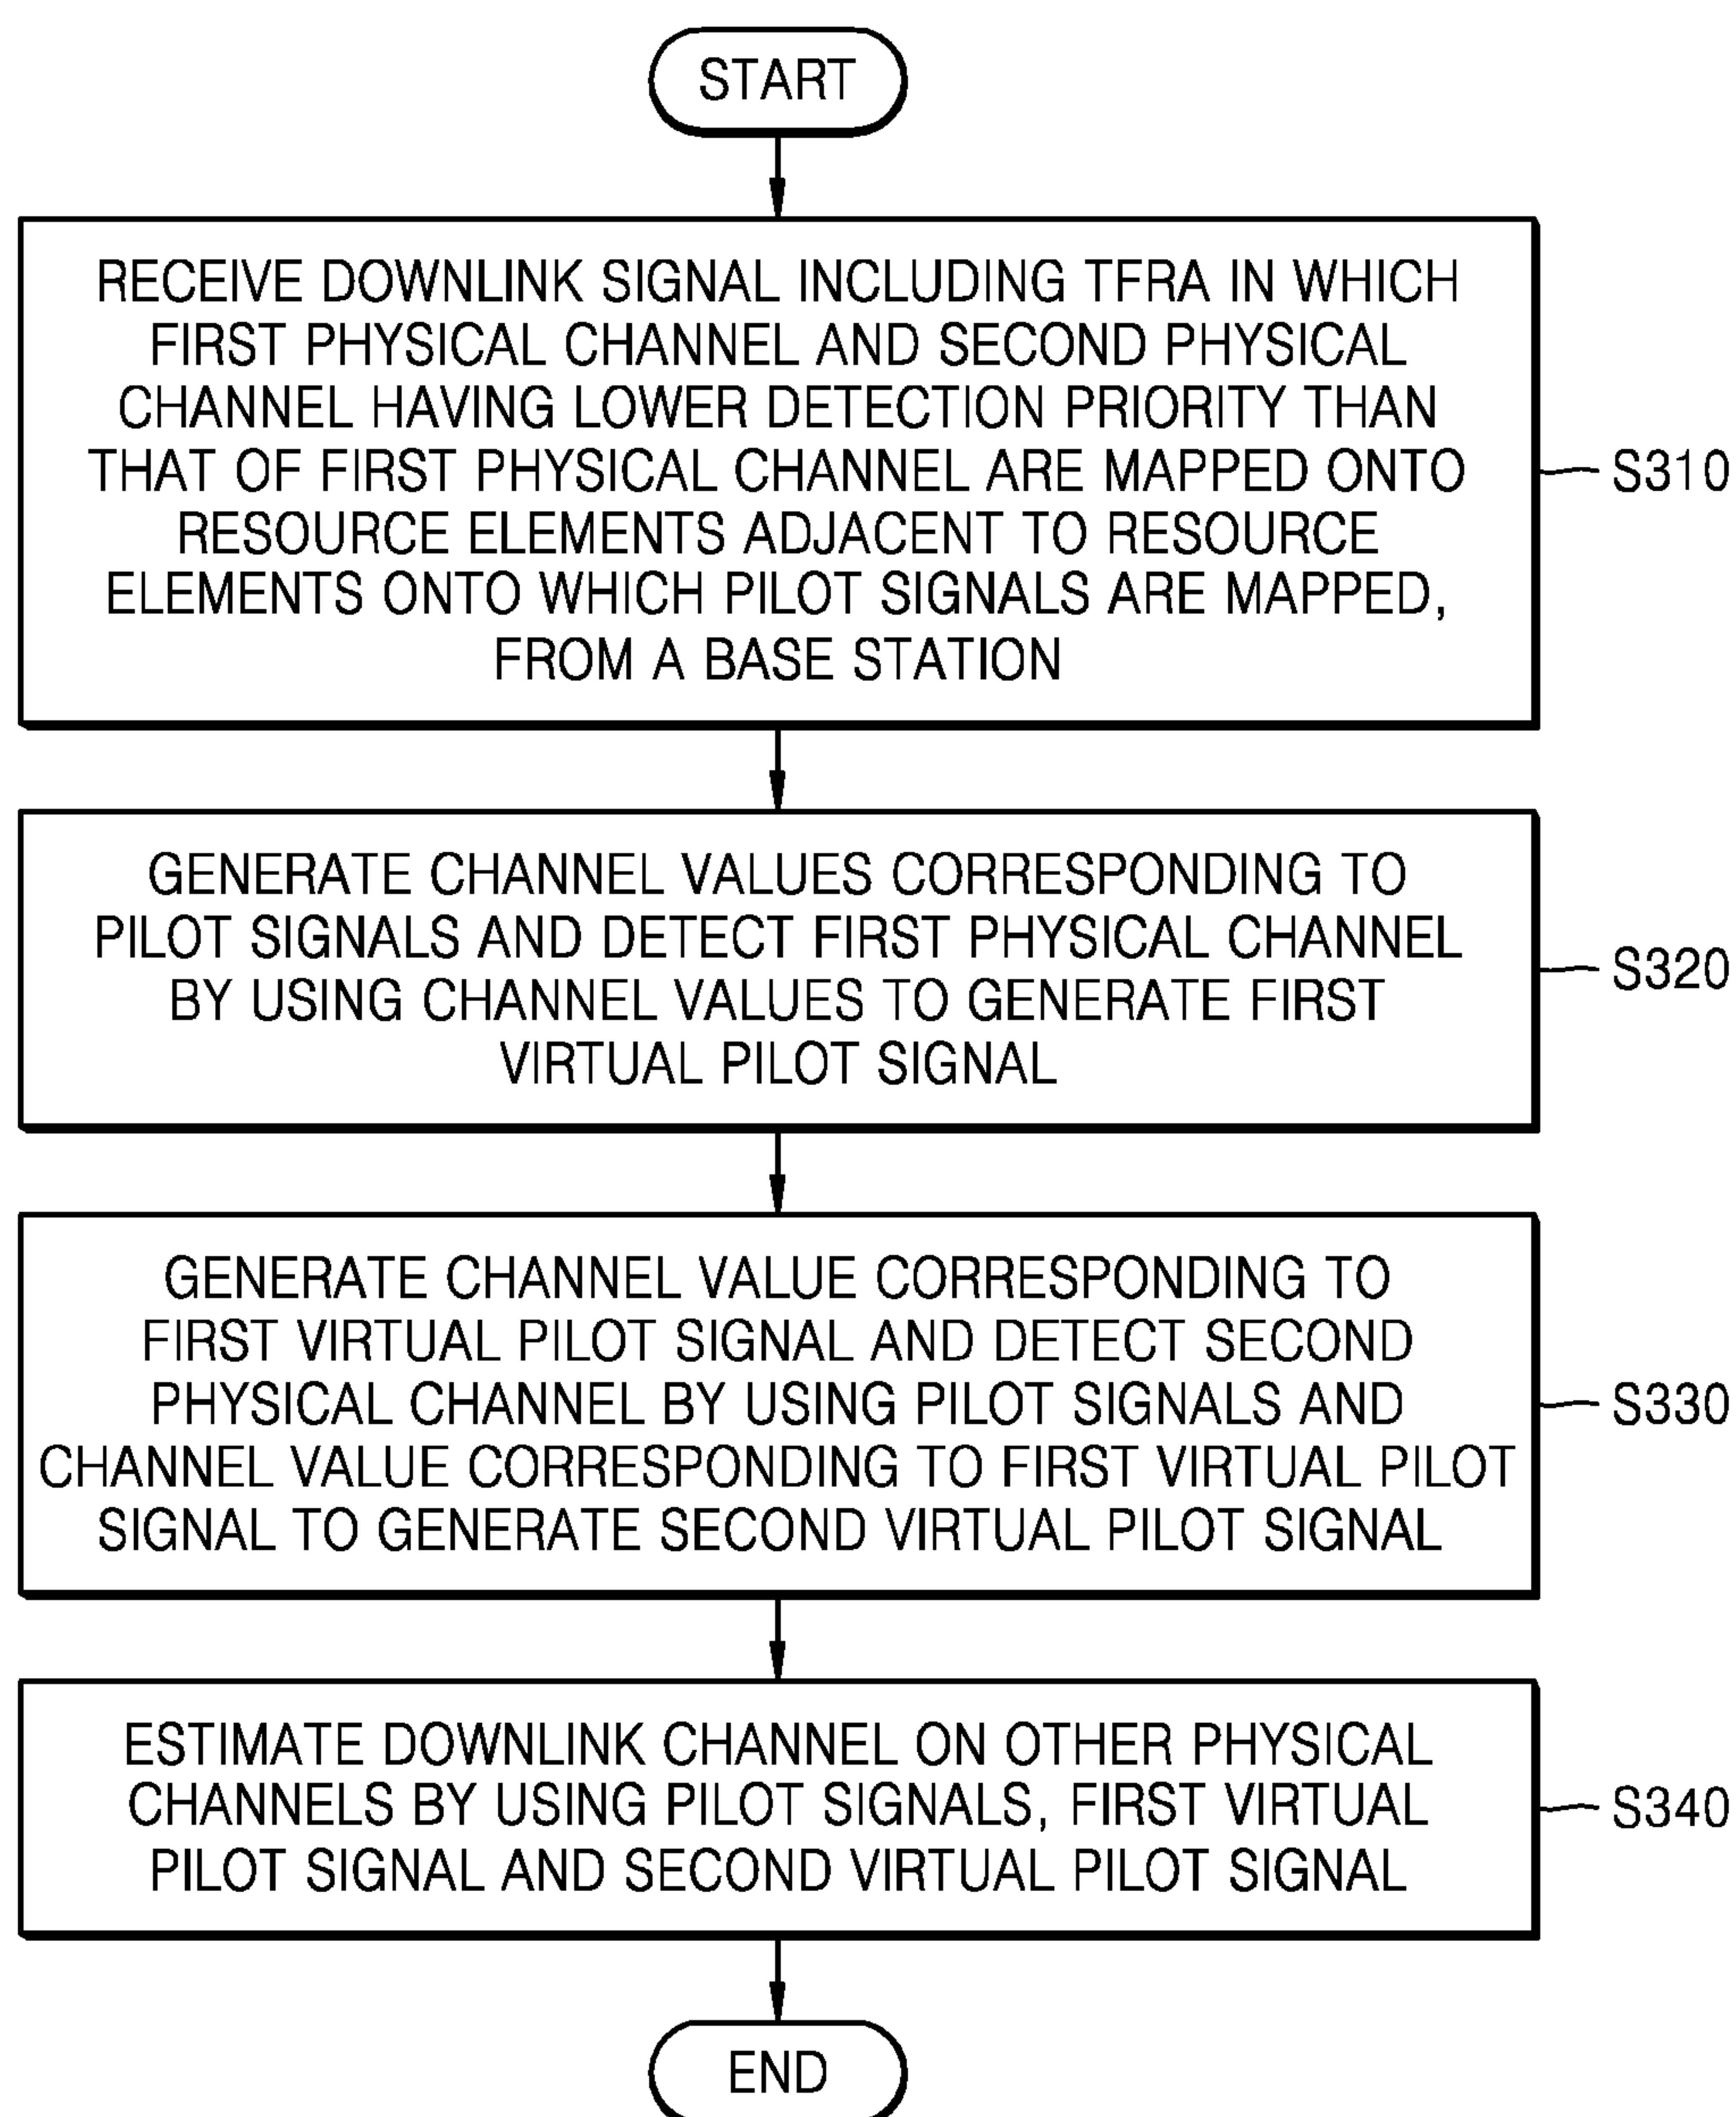 START
RECEIVE DOWNLINK SIGNAL INCLUDING TFRA IN WHICH
FIRST PHYSICAL CHANNEL AND SECOND PHYSICAL
CHANNEL HAVING LOWER DETECTION PRIORITY THAN
THAT OF FIRST PHYSICAL CHANNEL ARE MAPPED ONTO
RESOURCE ELEMENTS ADJACENT TO RESOURCE
ELEMENTS ONTO WHICH PILOT SIGNALS ARE MAPPED,
FROM A BASE STATION
S310
GENERATE CHANNEL VALUES CORRESPONDING TO
PILOT SIGNALS AND DETECT FIRST PHYSICAL CHANNEL
BY USING CHANNEL VALUES TO GENERATE FIRST
VIRTUAL PILOT SIGNAL
S320
GENERATE CHANNEL VALUE CORRESPONDING TO
FIRST VIRTUAL PILOT SIGNAL AND DETECT SECOND
PHYSICAL CHANNEL BY USING PILOT SIGNALS AND
CHANNEL VALUE CORRESPONDING TO FIRST VIRTUAL PILOT
SIGNAL TO GENERATE SECOND VIRTUAL PILOT SIGNAL
S330
ESTIMATE DOWNLINK CHANNEL ON OTHER PHYSICAL
CHANNELS BY USING PILOT SIGNALS, FIRST VIRTUAL
PILOT SIGNAL AND SECOND VIRTUAL PILOT SIGNAL
S340
END